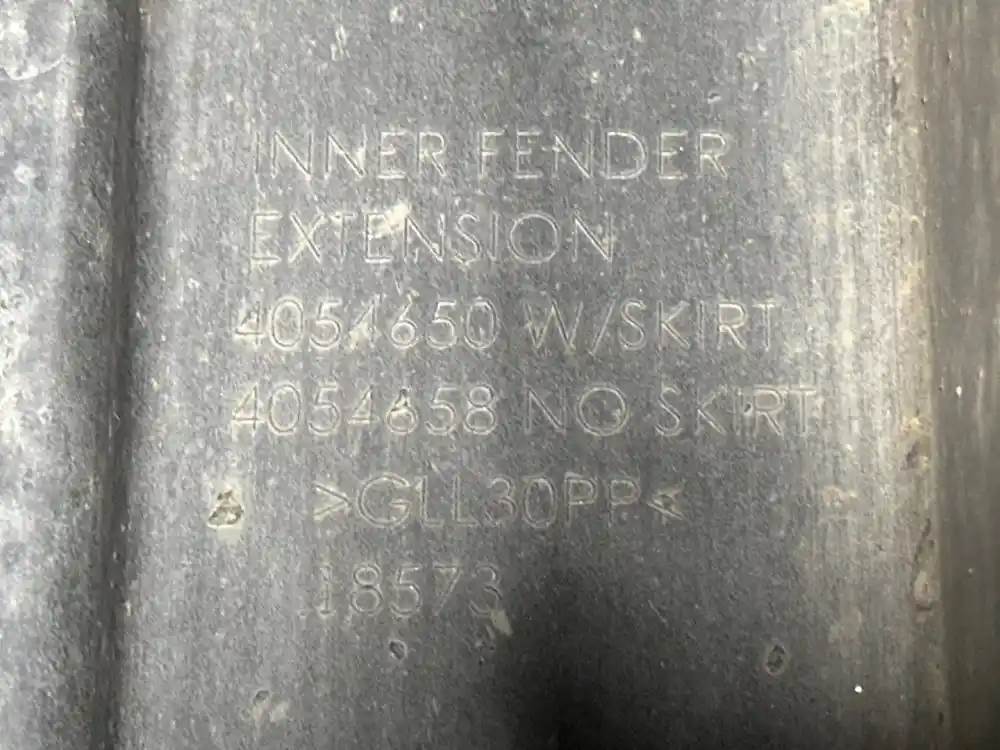 INNER FENDER
EXTENSION
4054650 W/SKIRT
4054658 NO SKIRT
>GLL30PP<
18573